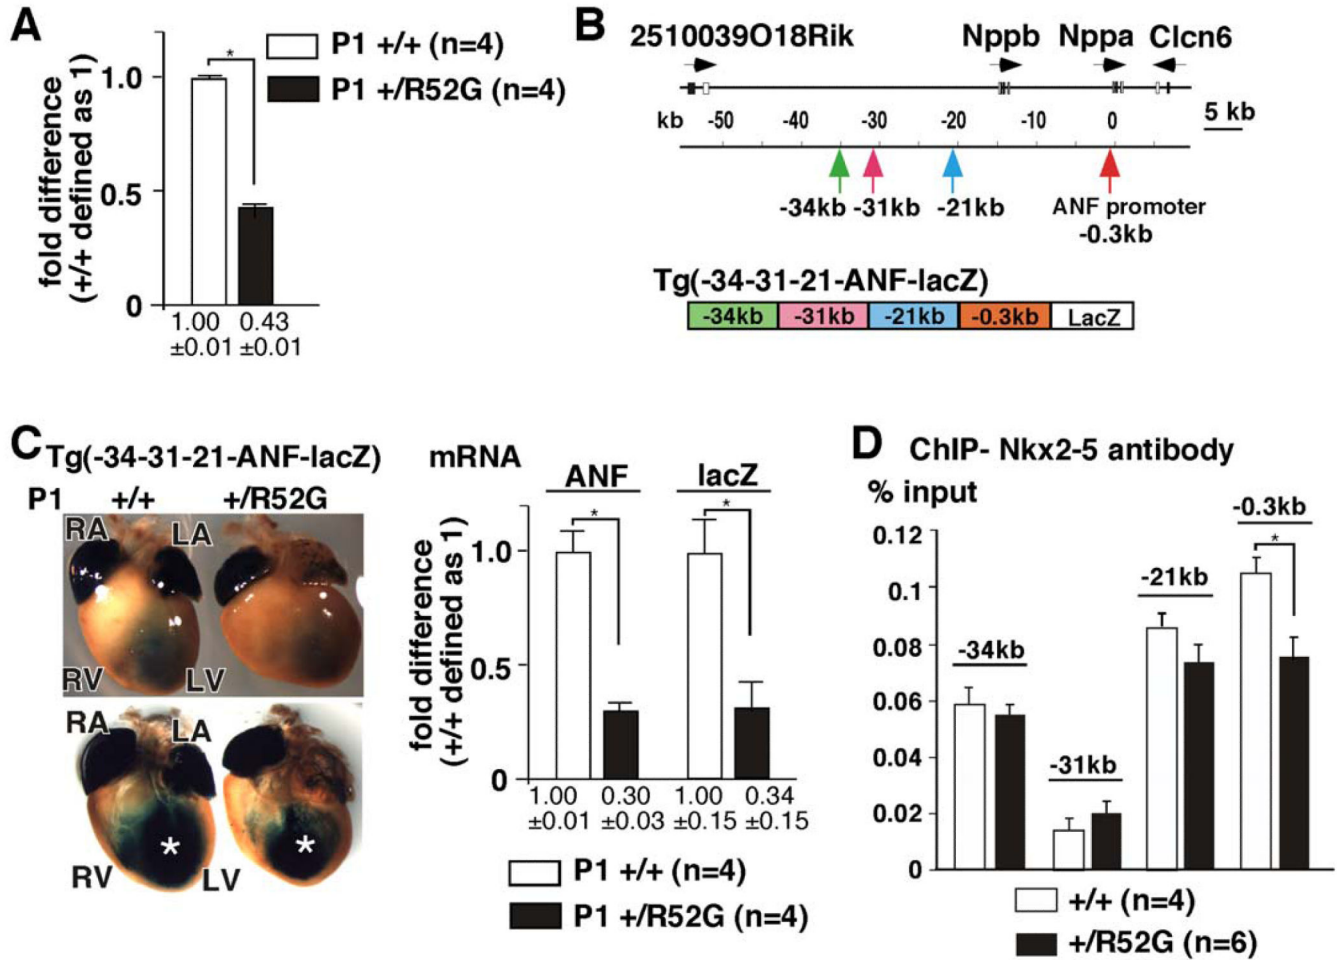 A
fold difference
(+/+ defined as 1)
1.0
0.5
0
*
P1 +/+ (n=4)
P1 +/R52G (n=4)
1.00 0.43
±0.01 ±0.01
B
2510039O18Rik Nppb Nppa Clcn6
kb -50 -40 -30 -20 -10 0
5 kb
-34kb -31kb -21kb ANF promoter
-0.3kb
Tg(-34-31-21-ANF-lacZ)
-34kb -31kb -21kb -0.3kb LacZ
C
Tg(-34-31-21-ANF-lacZ)
P1 +/+ +/R52G
RA LA
RV LV
RA LA
* *
RV LV
mRNA
ANF lacZ
* *
fold difference
(+/+ defined as 1)
1.0
0.5
0
1.00 0.30 1.00 0.34
±0.01 ±0.03 ±0.15 ±0.15
P1 +/+ (n=4)
P1 +/R52G (n=4)
D
ChIP- Nkx2-5 antibody
% input
0.12
0.1
0.08
0.06
0.04
0.02
0
-34kb
-31kb
-21kb
-0.3kb
*
+/+ (n=4)
+/R52G (n=6)